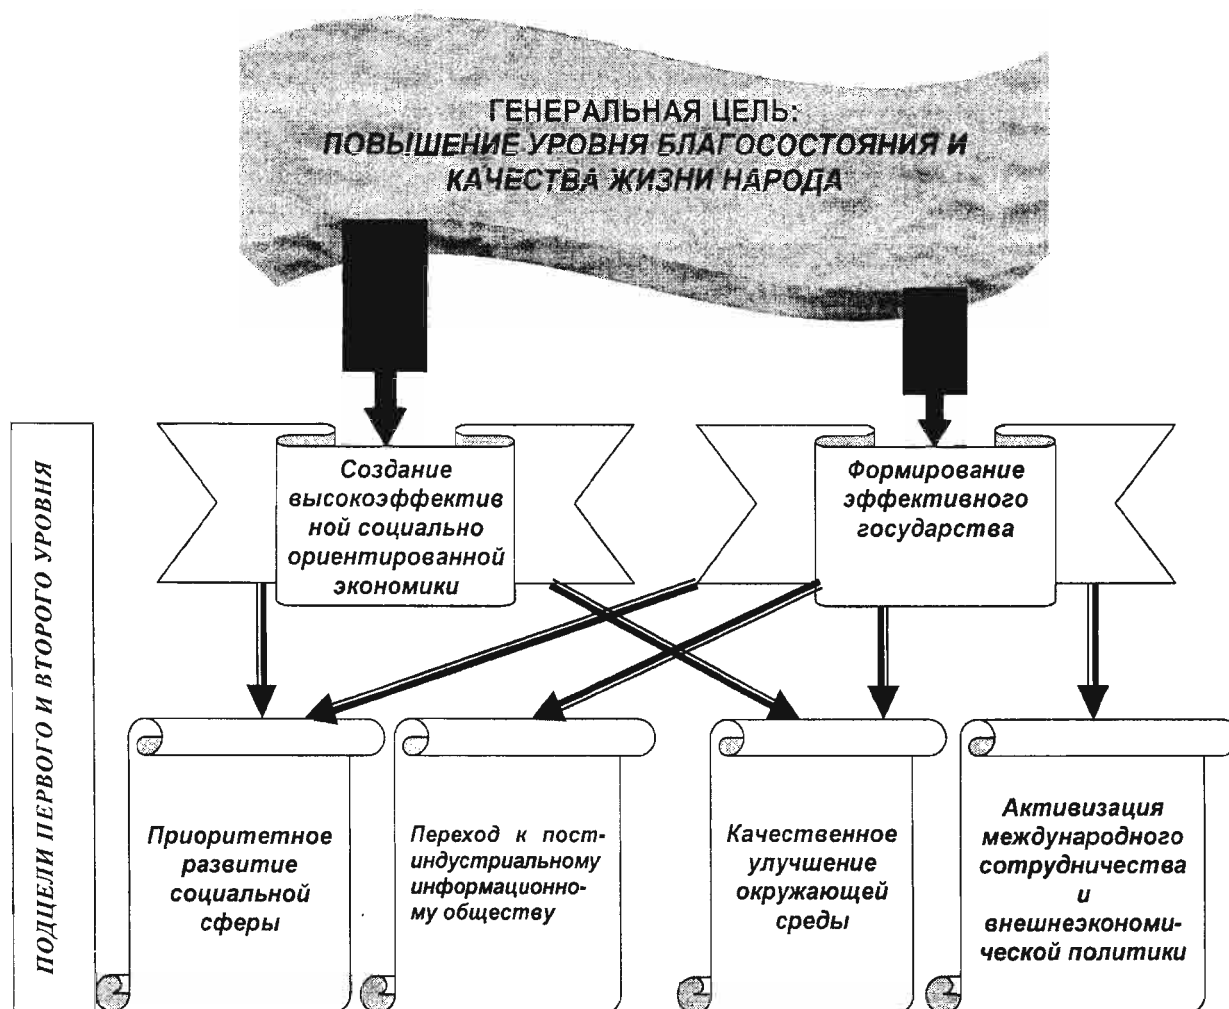 ГЕНЕРАЛЬНАЯ ЦЕЛЬ:
ПОВЫШЕНИЕ УРОВНЯ БЛАГОСОСТОЯНИЯ И
КАЧЕСТВА ЖИЗНИ НАРОДА
ПОДЦЕЛИ ПЕРВОГО И ВТОРОГО УРОВНЯ
Создание
высокоэффектив
ной социально
ориентированной
экономики
Формирование
эффективного
государства
Приоритетное
развитие
социальной
сферы
Переход к пост-
индустриальному
информационно-
му обществу
Качественное
улучшение
окружающей
среды
Активизация
международного
сотрудничества
и
внешнеэкономи-
ческой политики